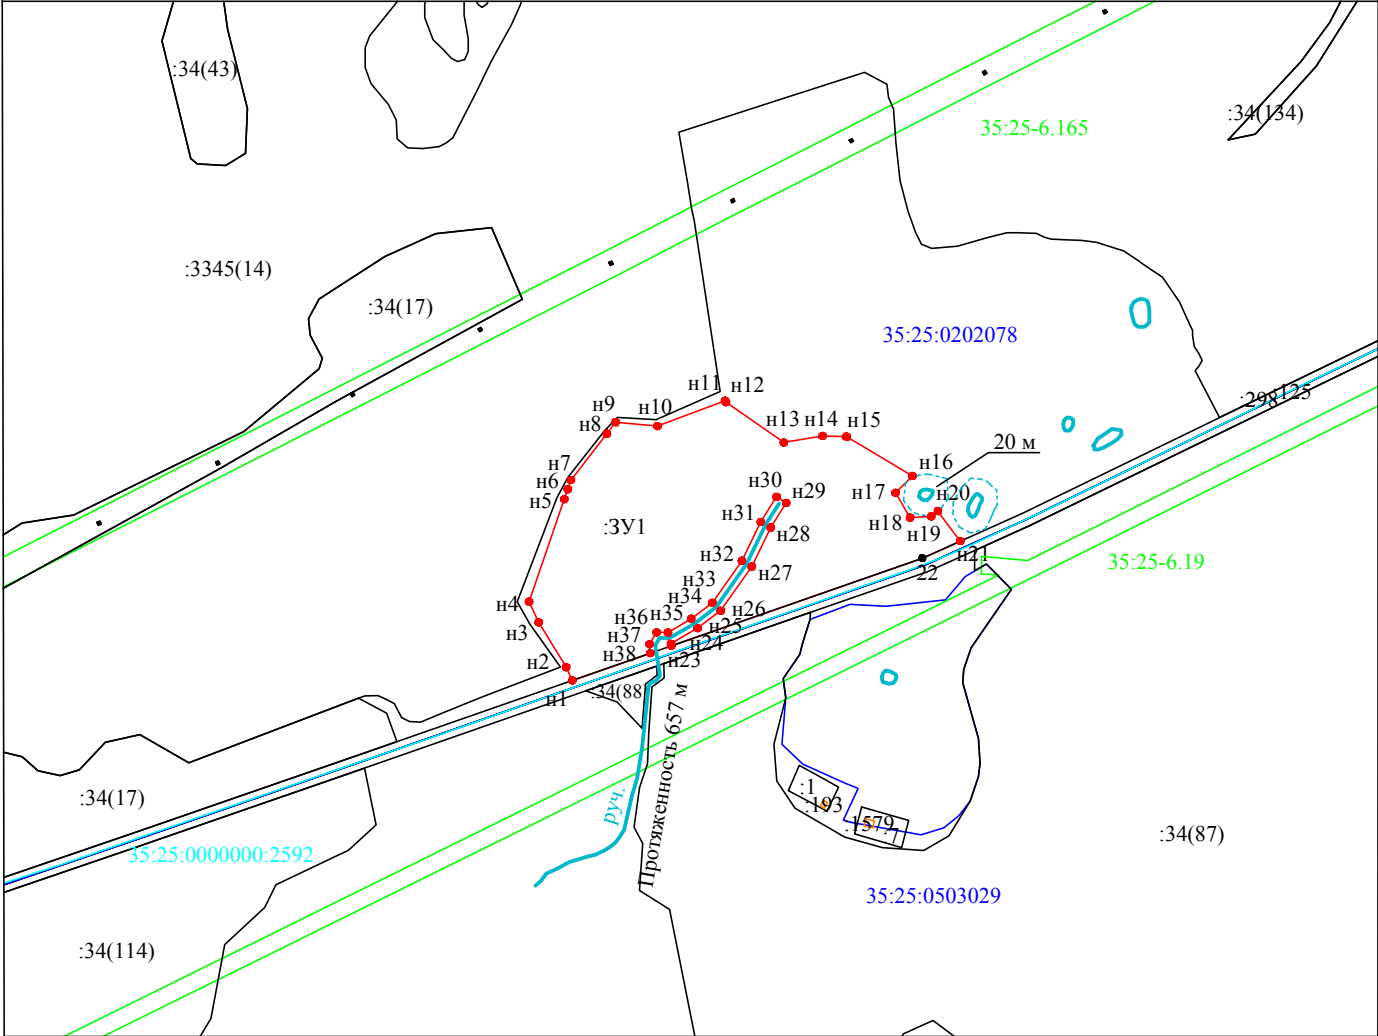 :34(43)
:34(134)
35:25-6.165
:3345(14)
:34(17)
35:25:0202078
н11
н12
:298
:125
н9
н10
н8
н13
н14
н15
20 м
н7
н16
н6
н5
н30
н29
н17
н20
н31
:ЗУ1
н28
н18
н19
н21
н32
22
н27
35:25-6.19
н33
н4
н34
н26
н3
н36
н35
н25
н37
н24
н2
н38
н23
н1
:34(88)
Протяженность 657 м
руч.
:34(17)
:1
:193
:1579
:7
:34(87)
35:25:0000000:2592
35:25:0503029
:34(114)